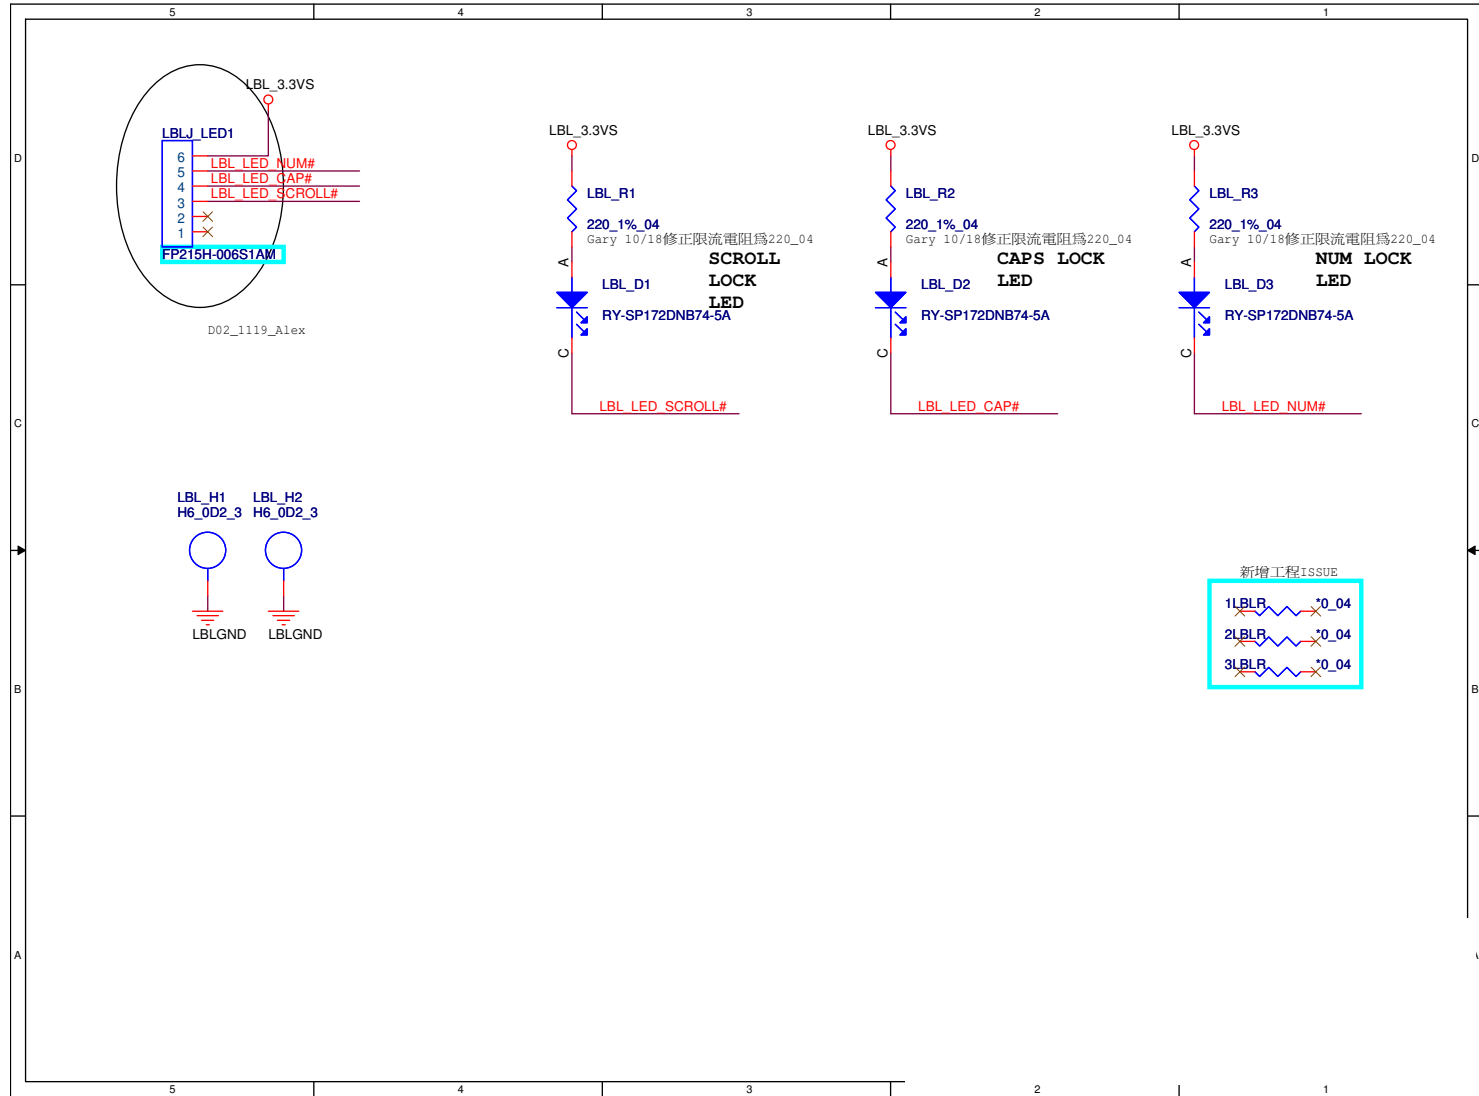 5 4 3 2 1
LBL_3.3VS
LBLJ_LED1
6
LBL_LED_NUM#
5
LBL_LED_CAP#
4
LBL_LED_SCROLL#
3
2
1
FP215H-006S1AM
D02_1119_Alex
LBL_3.3VS
LBL_R1
220_1%_04
Gary 10/18修正限流電阻爲220_04
SCROLL
LOCK
LED
A
LBL_D1
RY-SP172DNB74-5A
C
LBL_LED_SCROLL#
LBL_3.3VS
LBL_R2
220_1%_04
Gary 10/18修正限流電阻爲220_04
CAPS LOCK
LED
A
LBL_D2
RY-SP172DNB74-5A
C
LBL_LED_CAP#
LBL_3.3VS
LBL_R3
220_1%_04
Gary 10/18修正限流電阻爲220_04
NUM LOCK
LED
A
LBL_D3
RY-SP172DNB74-5A
C
LBL_LED_NUM#
D D
C C
LBL_H1 LBL_H2
H6_0D2_3 H6_0D2_3
LBLGND LBLGND
新增工程ISSUE
1LBLR *0_04
2LBLR *0_04
3LBLR *0_04
B B
A
5 4 3 2 1